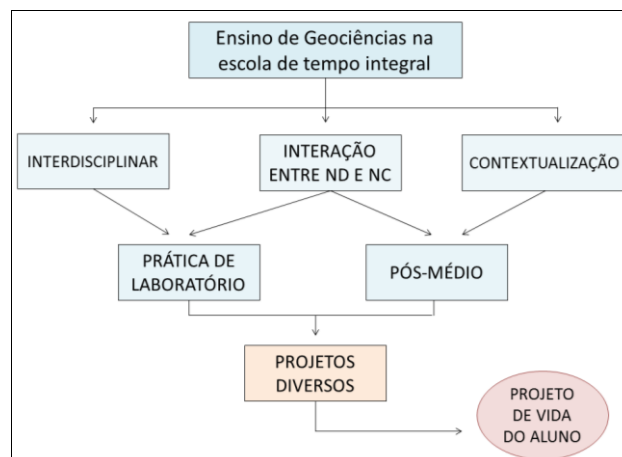 Ensino de Geociências na
escola de tempo integral
INTERDISCIPLINAR
INTERAÇÃO
ENTRE ND E NC
CONTEXTUALIZAÇÃO
PRÁTICA DE
LABORATÓRIO
PÓS-MÉDIO
PROJETOS
DIVERSOS
PROJETO
DE VIDA
DO ALUNO